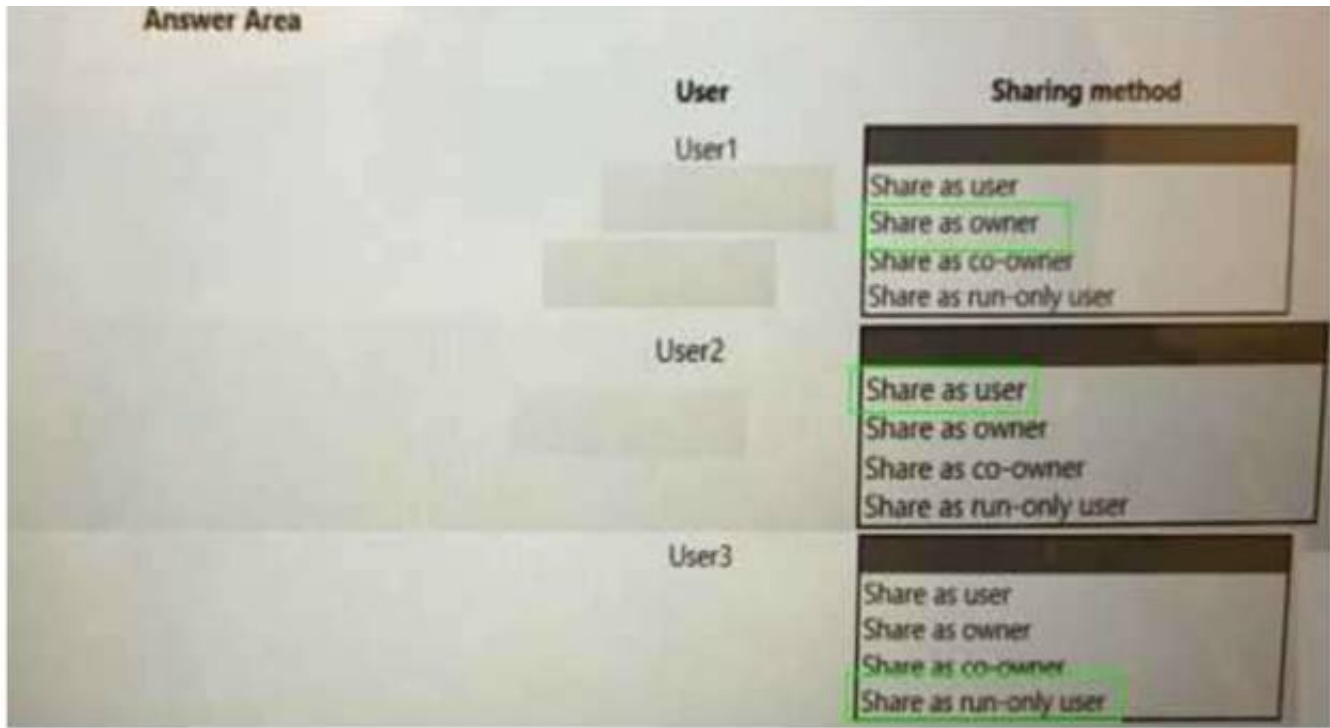 Answer Area
User Sharing method
User1
Share as user
Share as owner
Share as co-owner
Share as run-only user
User2
Share as user
Share as owner
Share as co-owner
Share as run-only user
User3
Share as user
Share as owner
Share as co-owner
Share as run-only user